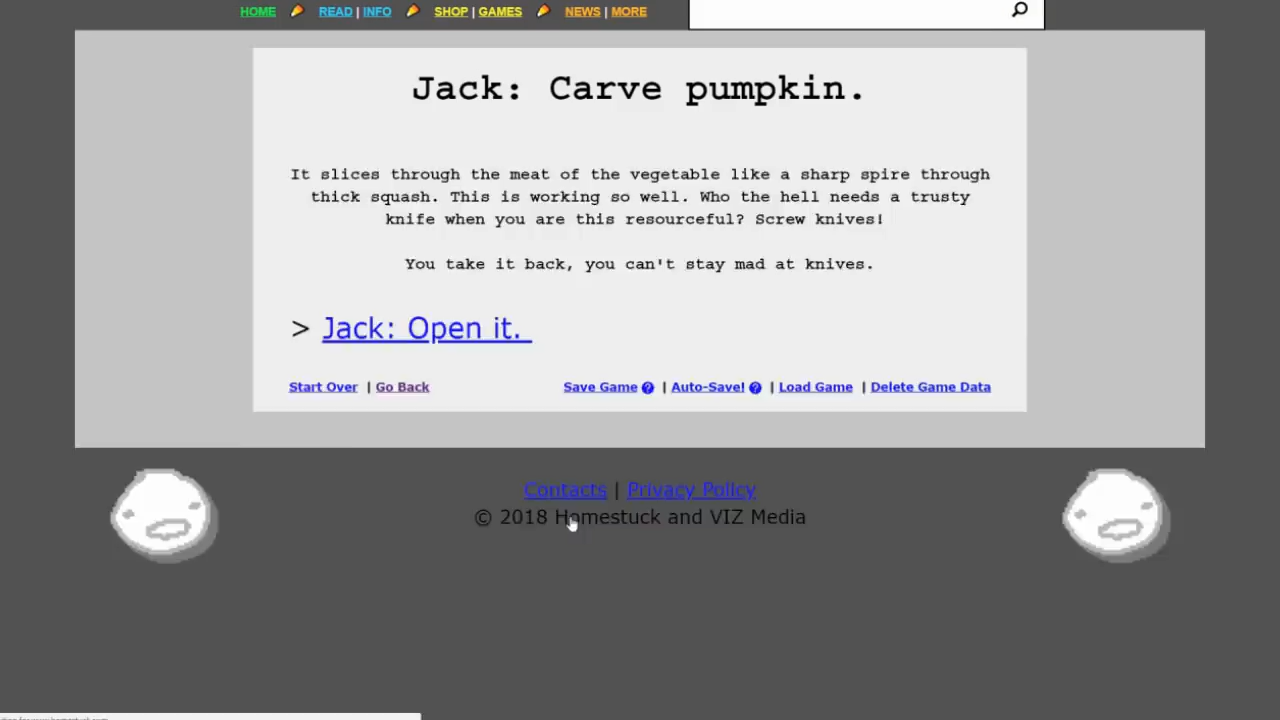 HOME READ | INFO SHOP | GAMES NEWS | MORE
Jack: Carve pumpkin.
It slices through the meat of the vegetable like a sharp spire through
thick squash. This is working so well. Who the hell needs a trusty
knife when you are this resourceful? Screw knives!
You take it back, you can't stay mad at knives.
> Jack: Open it.
Start Over | Go Back Save Game ? | Auto-Save! ? | Load Game | Delete Game Data
Contacts | Privacy Policy
© 2018 Homestuck and VIZ Media